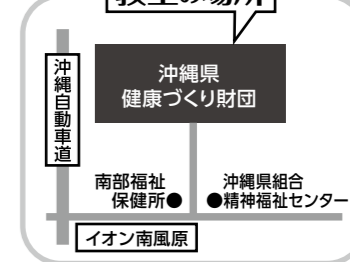 教室の場所
沖縄自動車道
沖縄県
健康づくり財団
南部福祉
保健所●
沖縄県組合
●精神福祉センター
イオン南風原